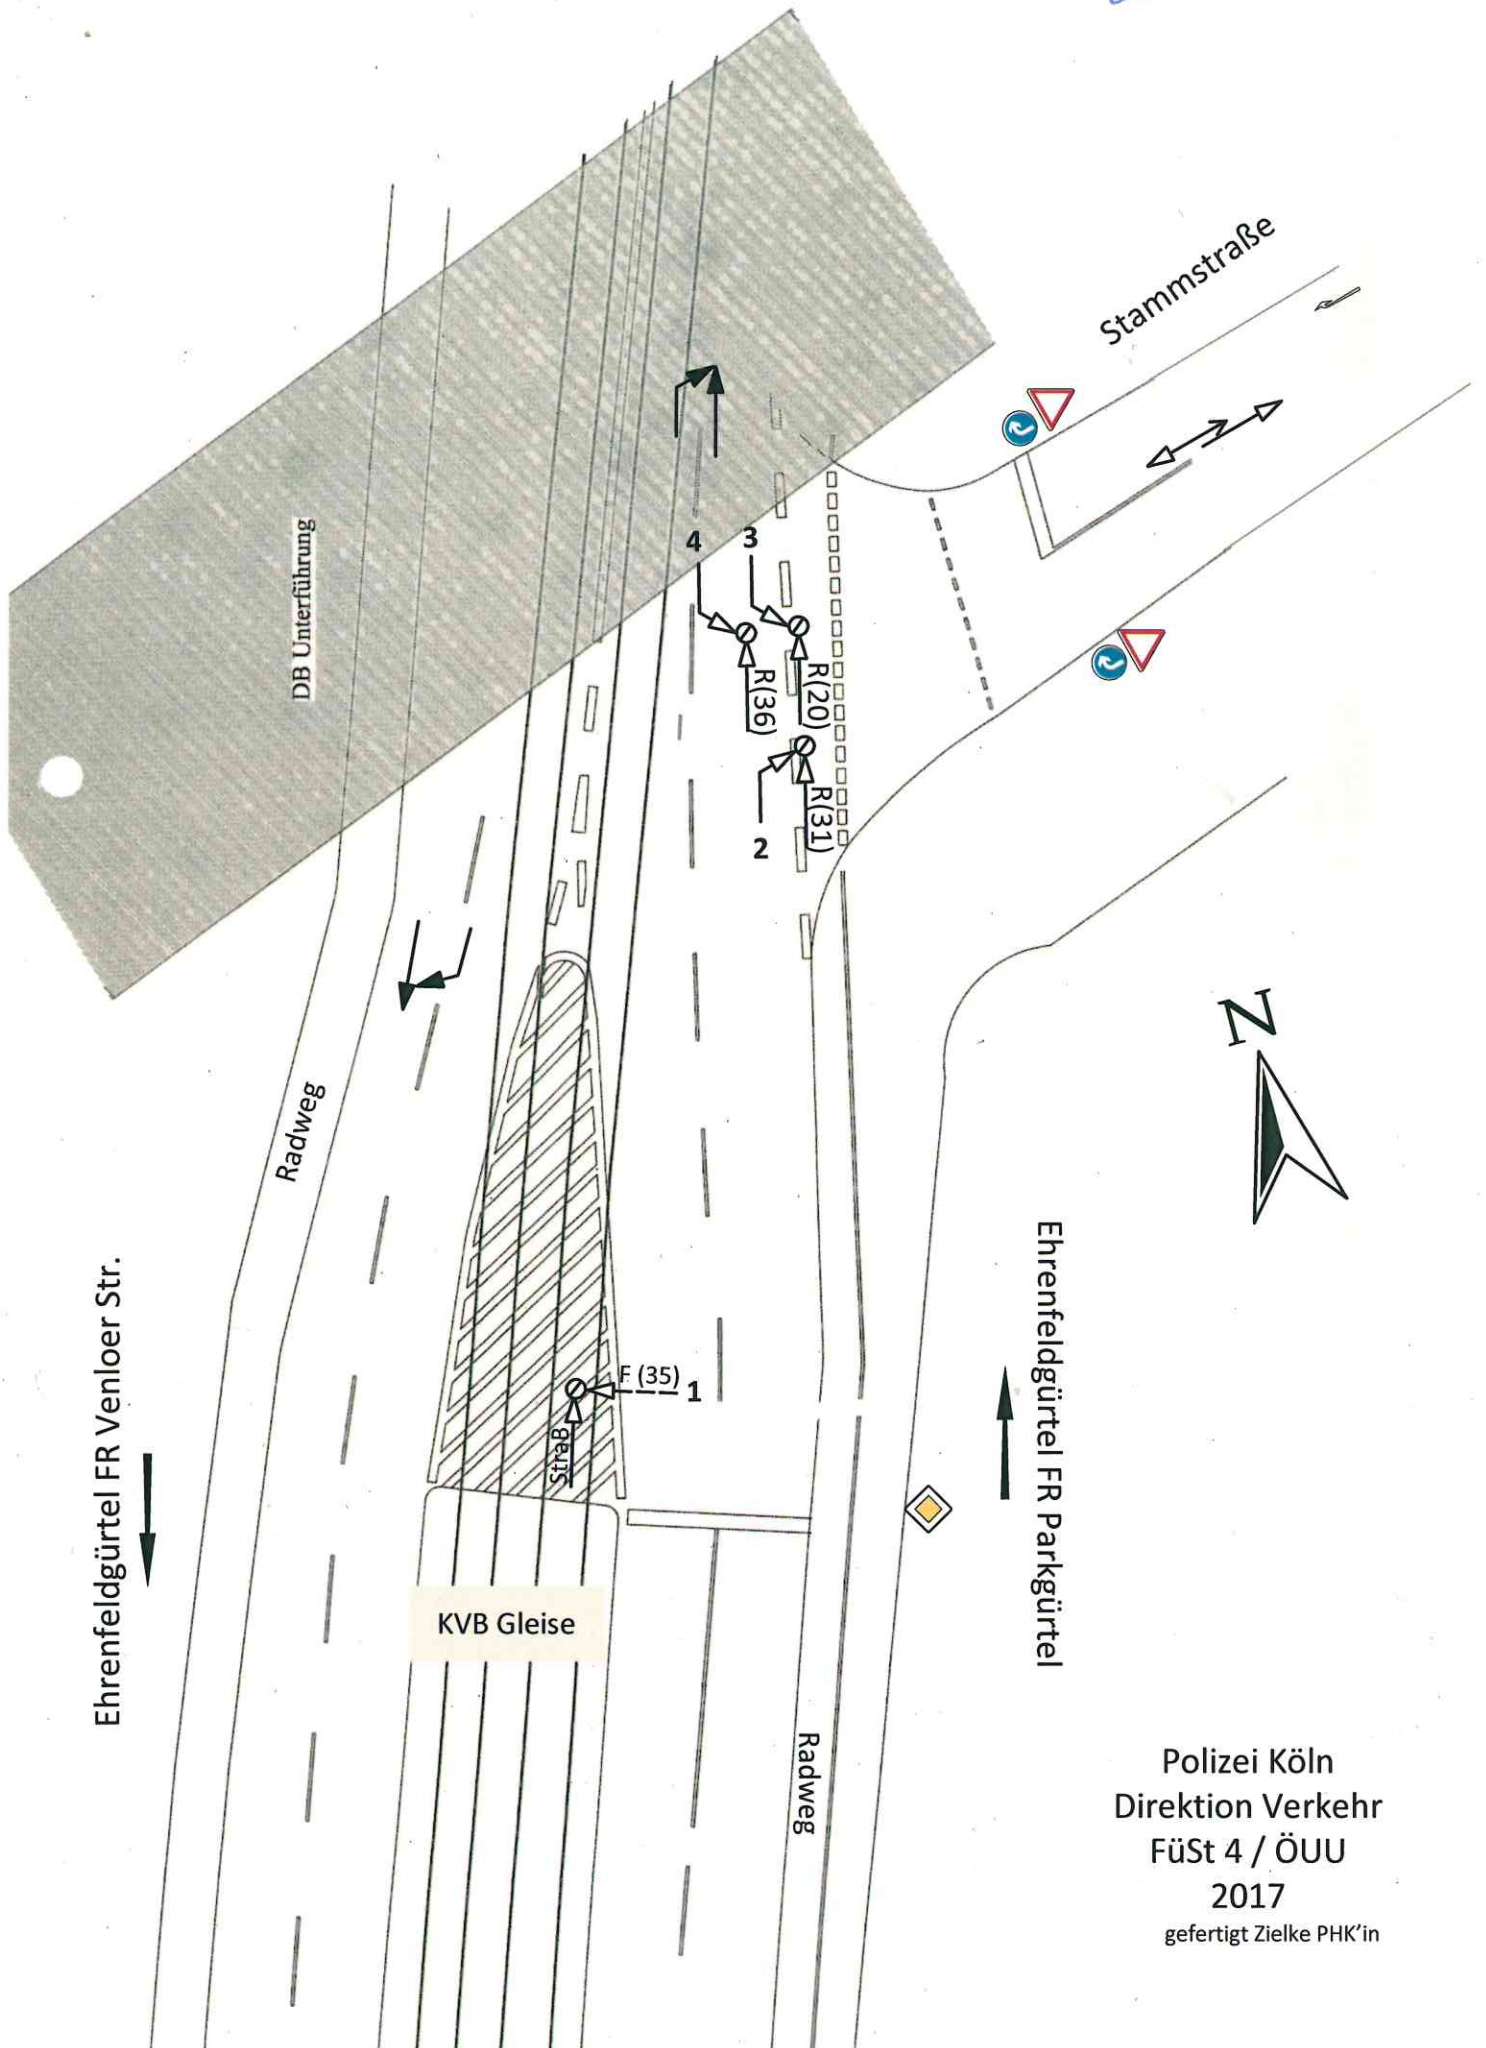 Stammstraße
DB Unterführung
4
3
R(36)
R(20)
R(31)
2
N
Radweg
Ehrenfeldgürtel FR Venloer Str.
Ehrenfeldgürtel FR Parkgürtel
F (35)
1
StraB
KVB Gleise
Radweg
Polizei Köln
Direktion Verkehr
FüSt 4 / ÖUU
2017
gefertigt Zielke PHK'in